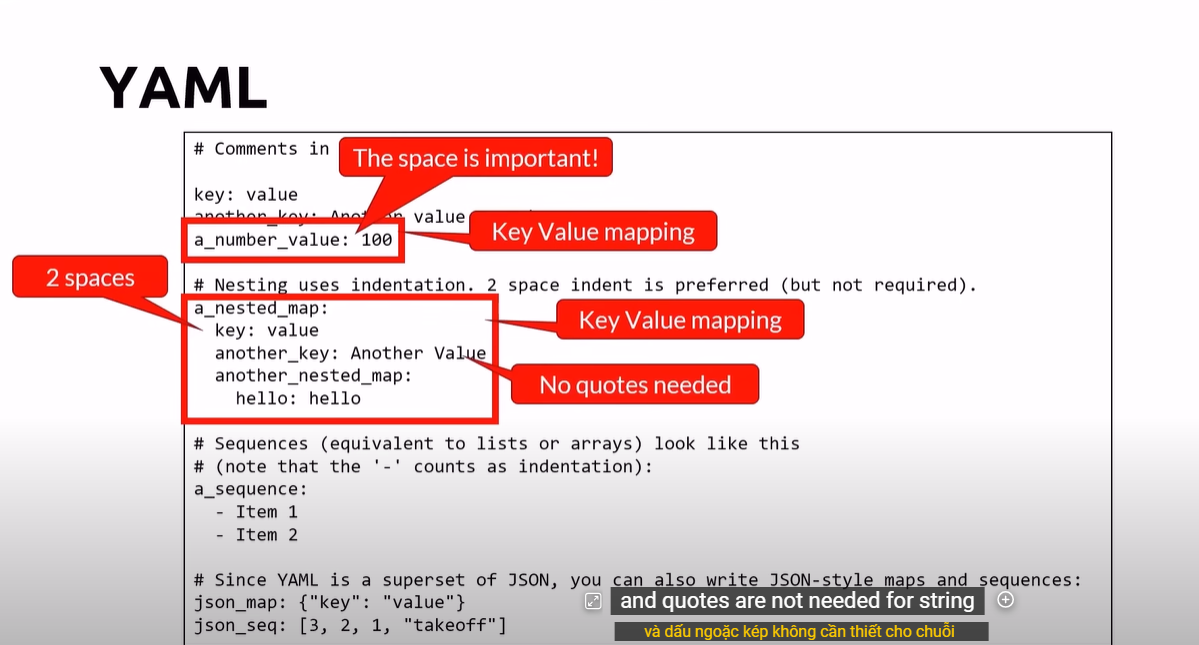 YAML
# Comments in
The space is important!
key: value
another_key: Another value
a_number_value: 100
Key Value mapping
2 spaces
# Nesting uses indentation. 2 space indent is preferred (but not required).
a_nested_map:
key: value
another_key: Another Value
another_nested_map:
hello: hello
Key Value mapping
No quotes needed
# Sequences (equivalent to lists or arrays) look like this
# (note that the '-' counts as indentation):
a_sequence:
- Item 1
- Item 2
# Since YAML is a superset of JSON, you can also write JSON-style maps and sequences:
json_map: {"key": "value"}
json_seq: [3, 2, 1, "takeoff"]
and quotes are not needed for string
và dấu ngoặc kép không cần thiết cho chuỗi